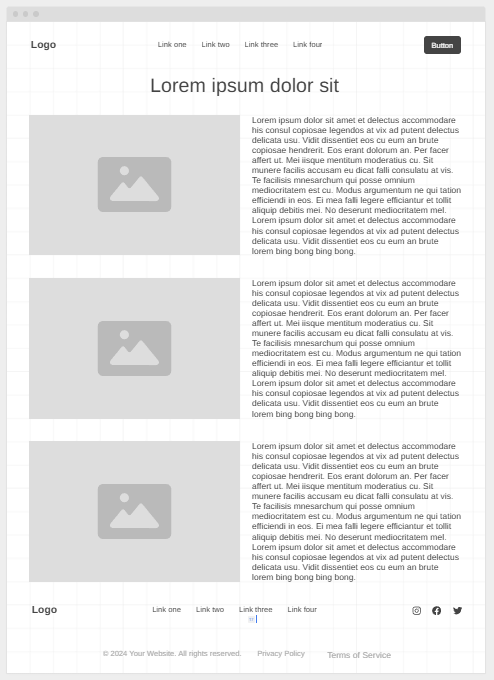 Logo
Link one Link two Link three Link four
Button
Lorem ipsum dolor sit
Lorem ipsum dolor sit amet et delectus accommodare
his consul copiosae legendos at vix ad putent delectus
delicata usu. Vidit dissentiet eos cu eum an brute
copiosae hendrerit. Eos erant dolorum an. Per facer
affert ut. Mei iisque mentitum moderatius cu. Sit
munere facilis accusam eu dicat falli consulatu at vis.
Te facilisis mnesarchum qui posse omnium
mediocritatem est cu. Modus argumentum ne qui tation
efficiendi in eos. Ei mea falli legere efficiantur et tollit
aliquip debitis mei. No deserunt mediocritatem mel.
Lorem ipsum dolor sit amet et delectus accommodare
his consul copiosae legendos at vix ad putent delectus
delicata usu. Vidit dissentiet eos cu eum an brute
lorem bing bong bing bong.
Lorem ipsum dolor sit amet et delectus accommodare
his consul copiosae legendos at vix ad putent delectus
delicata usu. Vidit dissentiet eos cu eum an brute
copiosae hendrerit. Eos erant dolorum an. Per facer
affert ut. Mei iisque mentitum moderatius cu. Sit
munere facilis accusam eu dicat falli consulatu at vis.
Te facilisis mnesarchum qui posse omnium
mediocritatem est cu. Modus argumentum ne qui tation
efficiendi in eos. Ei mea falli legere efficiantur et tollit
aliquip debitis mei. No deserunt mediocritatem mel.
Lorem ipsum dolor sit amet et delectus accommodare
his consul copiosae legendos at vix ad putent delectus
delicata usu. Vidit dissentiet eos cu eum an brute
lorem bing bong bing bong.
Lorem ipsum dolor sit amet et delectus accommodare
his consul copiosae legendos at vix ad putent delectus
delicata usu. Vidit dissentiet eos cu eum an brute
copiosae hendrerit. Eos erant dolorum an. Per facer
affert ut. Mei iisque mentitum moderatius cu. Sit
munere facilis accusam eu dicat falli consulatu at vis.
Te facilisis mnesarchum qui posse omnium
mediocritatem est cu. Modus argumentum ne qui tation
efficiendi in eos. Ei mea falli legere efficiantur et tollit
aliquip debitis mei. No deserunt mediocritatem mel.
Lorem ipsum dolor sit amet et delectus accommodare
his consul copiosae legendos at vix ad putent delectus
delicata usu. Vidit dissentiet eos cu eum an brute
lorem bing bong bing bong.
Logo
Link one Link two Link three Link four
© 2024 Your Website. All rights reserved. Privacy Policy Terms of Service